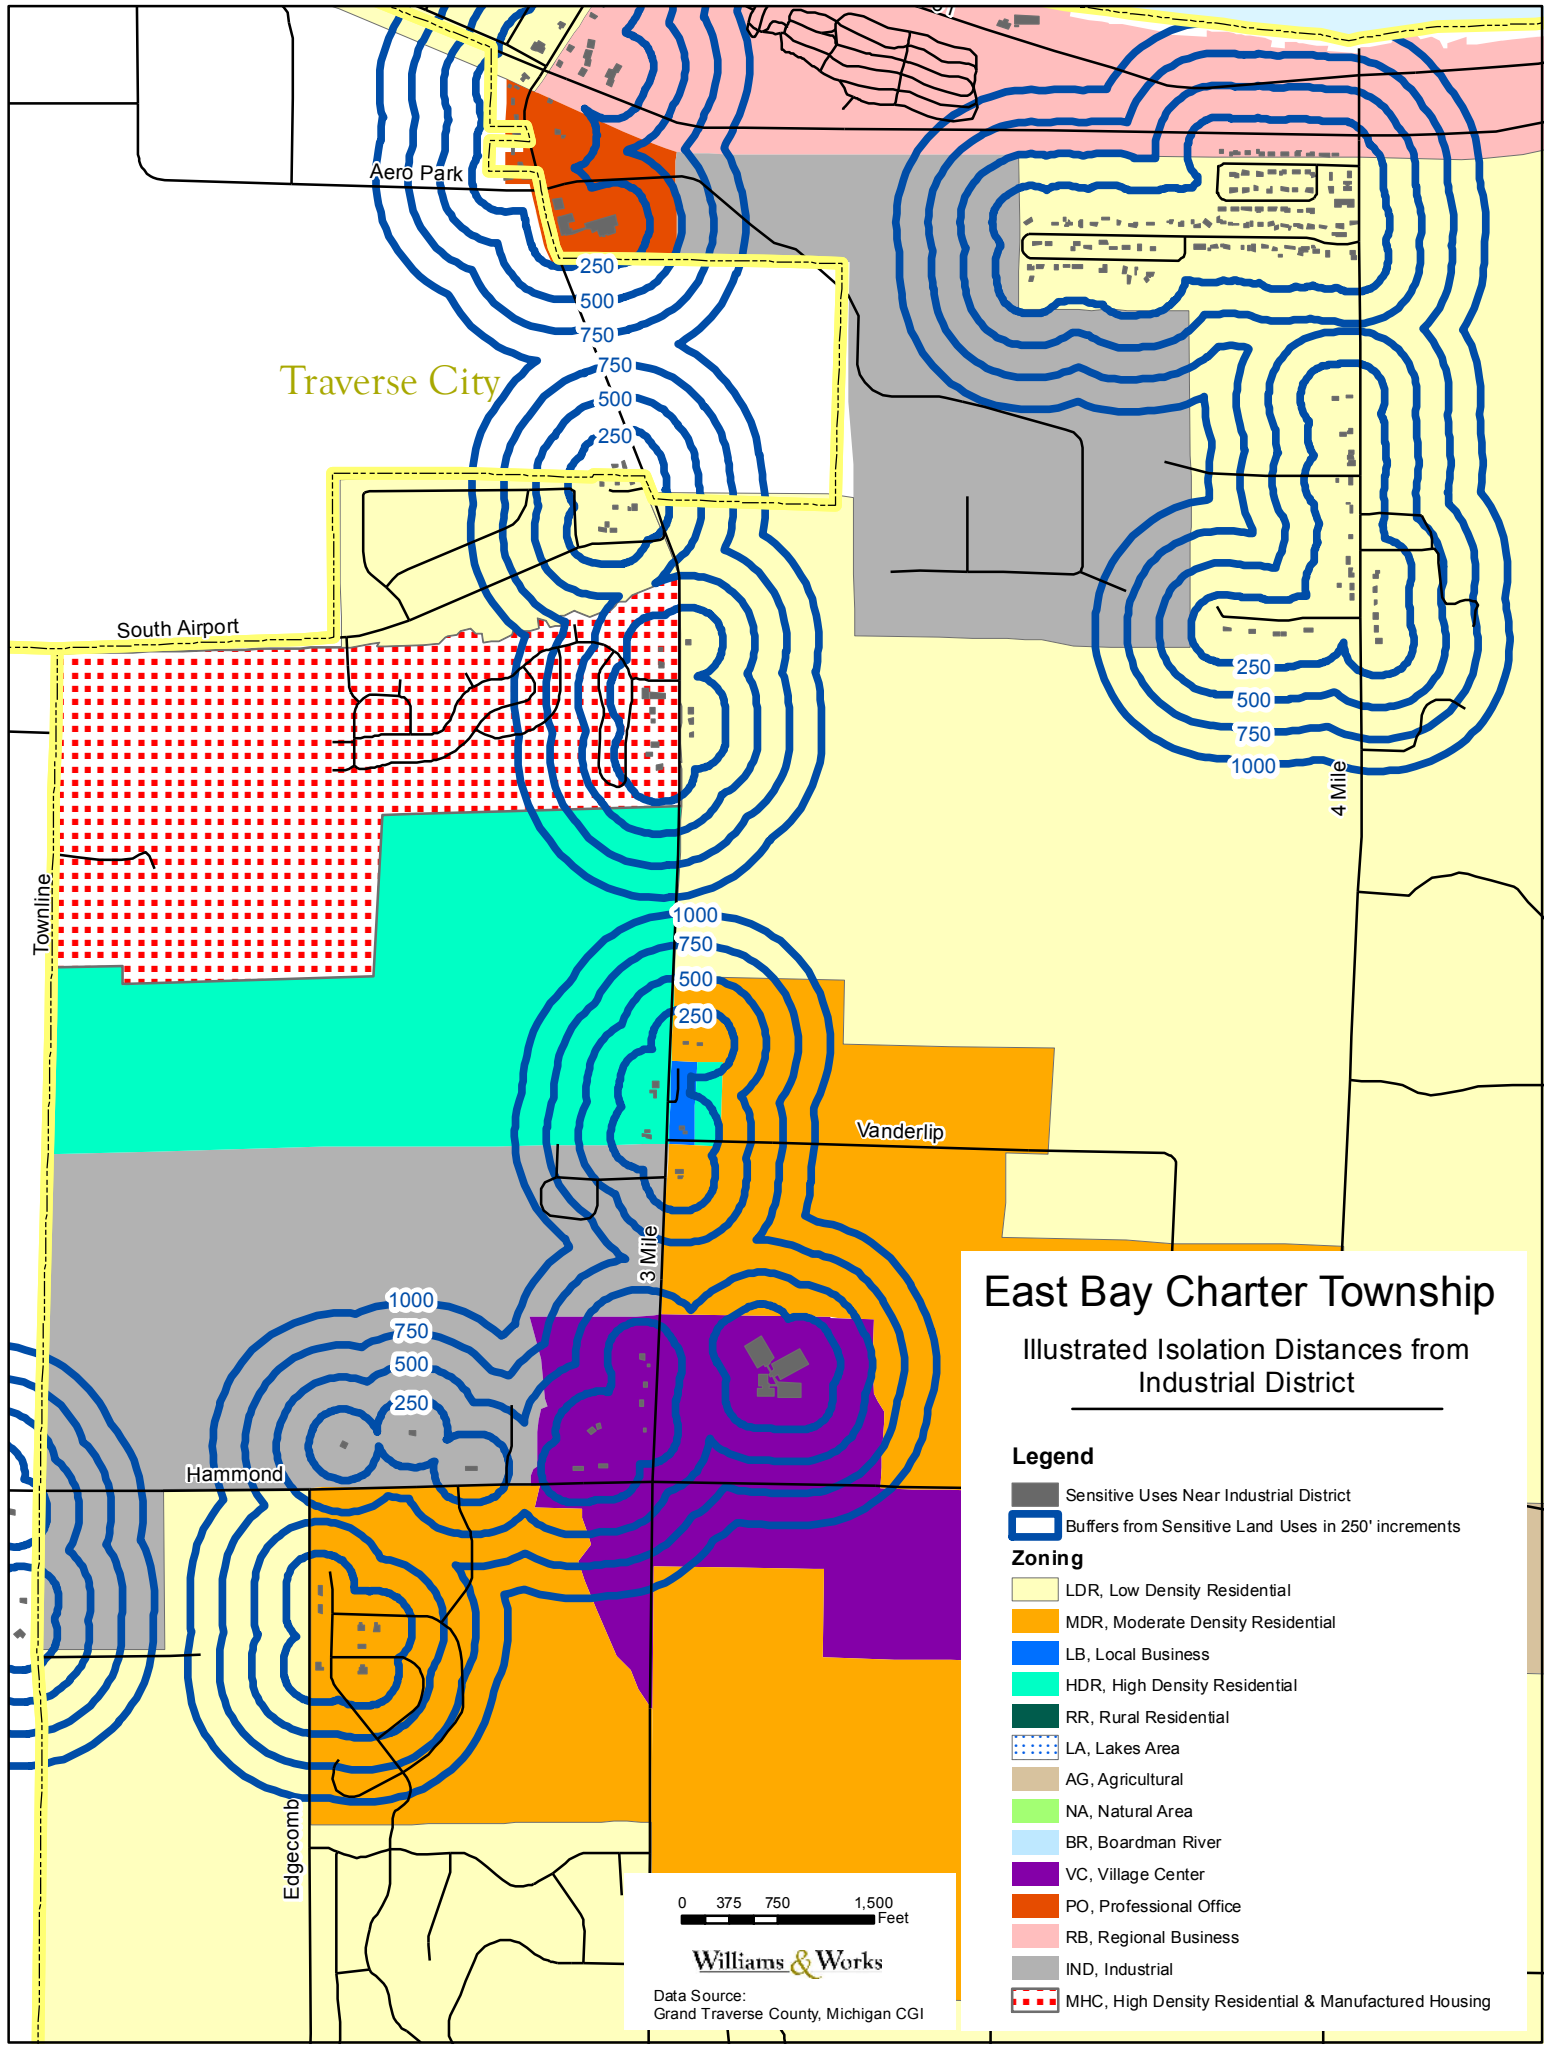 Aero Park
250
500
750
Traverse City
750
500
250
South Airport
250
500
750
1000
4 Mile
Townline
1000
750
500
250
Vanderlip
3 Mile
1000
750
500
250
Hammond
Edgecomb
East Bay Charter Township
Illustrated Isolation Distances from
Industrial District
Legend
Sensitive Uses Near Industrial District
Buffers from Sensitive Land Uses in 250' increments
Zoning
LDR, Low Density Residential
MDR, Moderate Density Residential
LB, Local Business
HDR, High Density Residential
RR, Rural Residential
LA, Lakes Area
AG, Agricultural
NA, Natural Area
BR, Boardman River
VC, Village Center
PO, Professional Office
RB, Regional Business
IND, Industrial
MHC, High Density Residential & Manufactured Housing
0 375 750 1,500
Feet
Williams & Works
Data Source:
Grand Traverse County, Michigan CGI